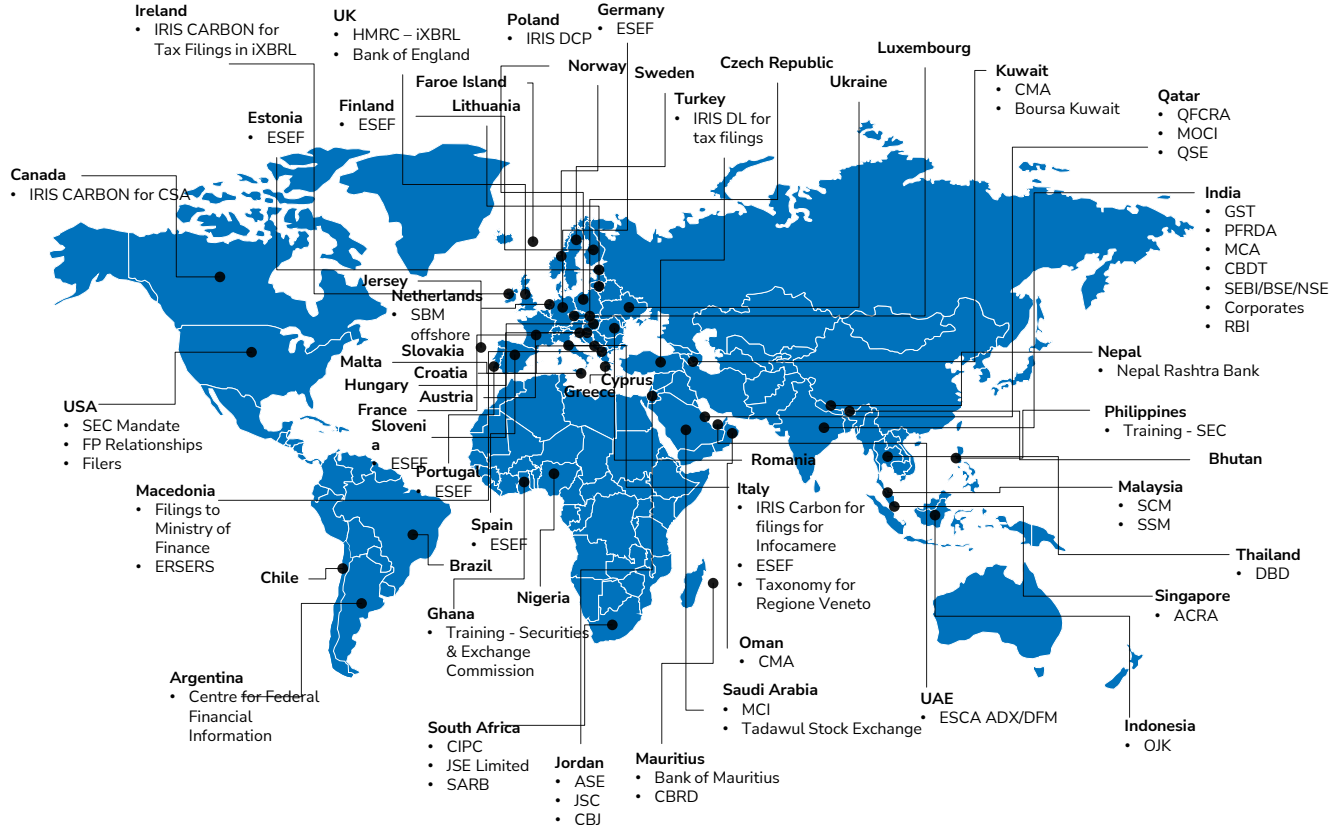 Ireland
• IRIS CARBON for
Tax Filings in iXBRL
UK
• HMRC – iXBRL
• Bank of England
Poland
• IRIS DCP
Germany
• ESEF
Norway
Sweden
Czech Republic
Luxembourg
Ukraine
Kuwait
• CMA
• Boursa Kuwait
Qatar
• QFCRA
• MOCI
• QSE
Faroe Island
Lithuania
Finland
• ESEF
Estonia
• ESEF
Turkey
• IRIS DL for
tax filings
Canada
• IRIS CARBON for CSA
India
• GST
• PFRDA
• MCA
• CBDT
• SEBI/BSE/NSE
• Corporates
• RBI
Jersey
Netherlands
• SBM
offshore
Slovakia
Malta
Croatia
Hungary
Austria
Cyprus
Greece
France
Sloveni
a
• ESEF
Portugal
• ESEF
Spain
• ESEF
Nepal
• Nepal Rashtra Bank
Philippines
• Training - SEC
Bhutan
Romania
USA
• SEC Mandate
• FP Relationships
• Filers
Macedonia
• Filings to
Ministry of
Finance
• ERSERS
Italy
• IRIS Carbon for
filings for
Infocamere
• ESEF
• Taxonomy for
Regione Veneto
Malaysia
• SCM
• SSM
Thailand
• DBD
Singapore
• ACRA
Chile
Brazil
Nigeria
Ghana
• Training - Securities
& Exchange
Commission
Oman
• CMA
Argentina
• Centre for Federal
Financial
Information
Saudi Arabia
• MCI
• Tadawul Stock Exchange
UAE
• ESCA ADX/DFM
Indonesia
• OJK
South Africa
• CIPC
• JSE Limited
• SARB
Jordan
• ASE
• JSC
• CBJ
Mauritius
• Bank of Mauritius
• CBRD